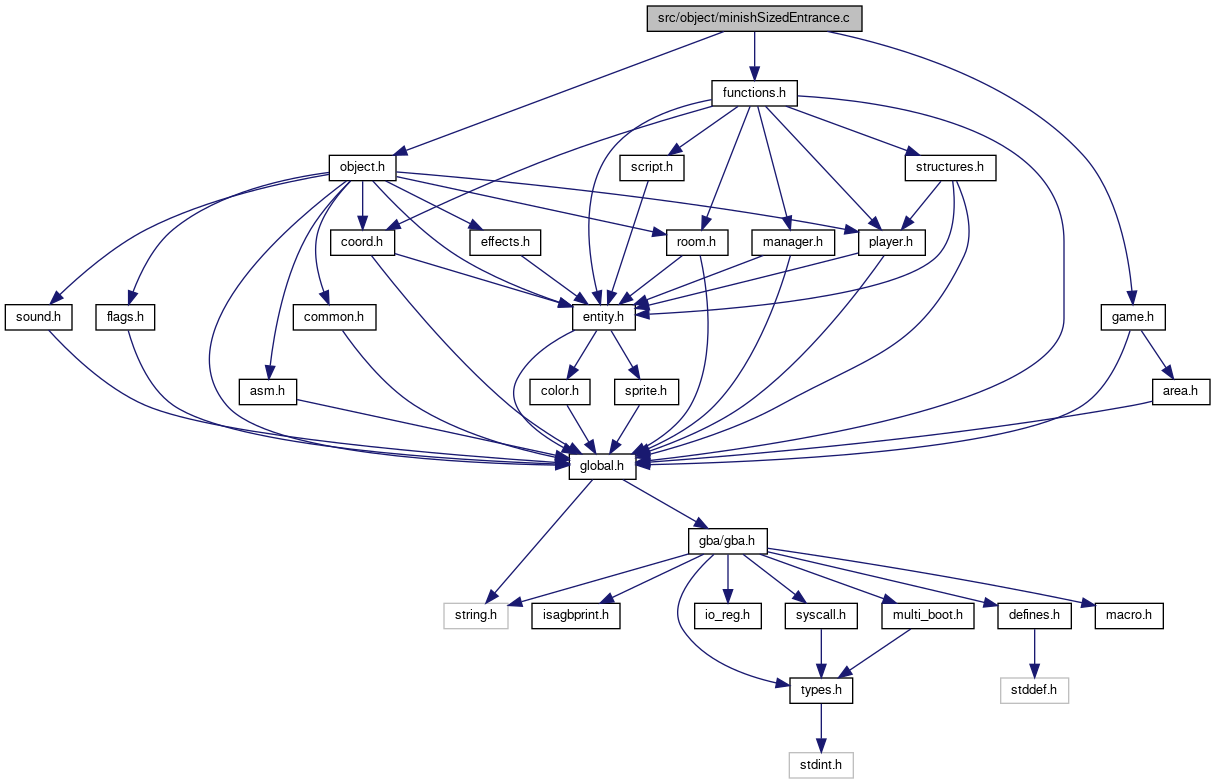 src/object/minishSizedEntrance.c
functions.h
object.h
script.h
structures.h
coord.h
effects.h
room.h
manager.h
player.h
sound.h
flags.h
common.h
entity.h
game.h
asm.h
color.h
sprite.h
area.h
global.h
gba/gba.h
string.h
isagbprint.h
io_reg.h
syscall.h
multi_boot.h
defines.h
macro.h
types.h
stddef.h
stdint.h